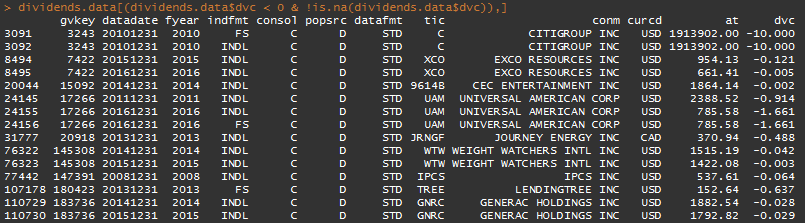 > dividends.data[(dividends.data$dvc < 0 & !is.na(dividends.data$dvc)),]
gvkey datadate fyear indfmt consol popsrc datafmt tic conm curcd at dvc
3091 3243 20101231 2010 FS C D STD C CITIGROUP INC USD 1913902.00 -10.000
3092 3243 20101231 2010 INDL C D STD C CITIGROUP INC USD 1913902.00 -10.000
8494 7422 20151231 2015 INDL C D STD XCO EXCO RESOURCES INC USD 954.13 -0.121
8495 7422 20161231 2016 INDL C D STD XCO EXCO RESOURCES INC USD 661.41 -0.005
20044 15092 20141231 2014 INDL C D STD 9614B CEC ENTERTAINMENT INC USD 1864.14 -0.002
24145 17266 20111231 2011 INDL C D STD UAM UNIVERSAL AMERICAN CORP USD 2388.52 -0.914
24155 17266 20161231 2016 INDL C D STD UAM UNIVERSAL AMERICAN CORP USD 785.58 -1.661
24156 17266 20161231 2016 FS C D STD UAM UNIVERSAL AMERICAN CORP USD 785.58 -1.661
31777 20918 20131231 2013 INDL C D STD JRNGF JOURNEY ENERGY INC CAD 370.94 -0.488
76322 145308 20141231 2014 INDL C D STD WTW WEIGHT WATCHERS INTL INC USD 1515.19 -0.042
76323 145308 20151231 2015 INDL C D STD WTW WEIGHT WATCHERS INTL INC USD 1422.08 -0.003
77442 147391 20081231 2008 INDL C D STD IPCS IPCS INC USD 537.61 -0.064
107178 180423 20131231 2013 FS C D STD TREE LENDINGTREE INC USD 152.64 -0.637
110729 183736 20141231 2014 INDL C D STD GNRC GENERAC HOLDINGS INC USD 1882.54 -0.028
110730 183736 20151231 2015 INDL C D STD GNRC GENERAC HOLDINGS INC USD 1792.82 -0.029